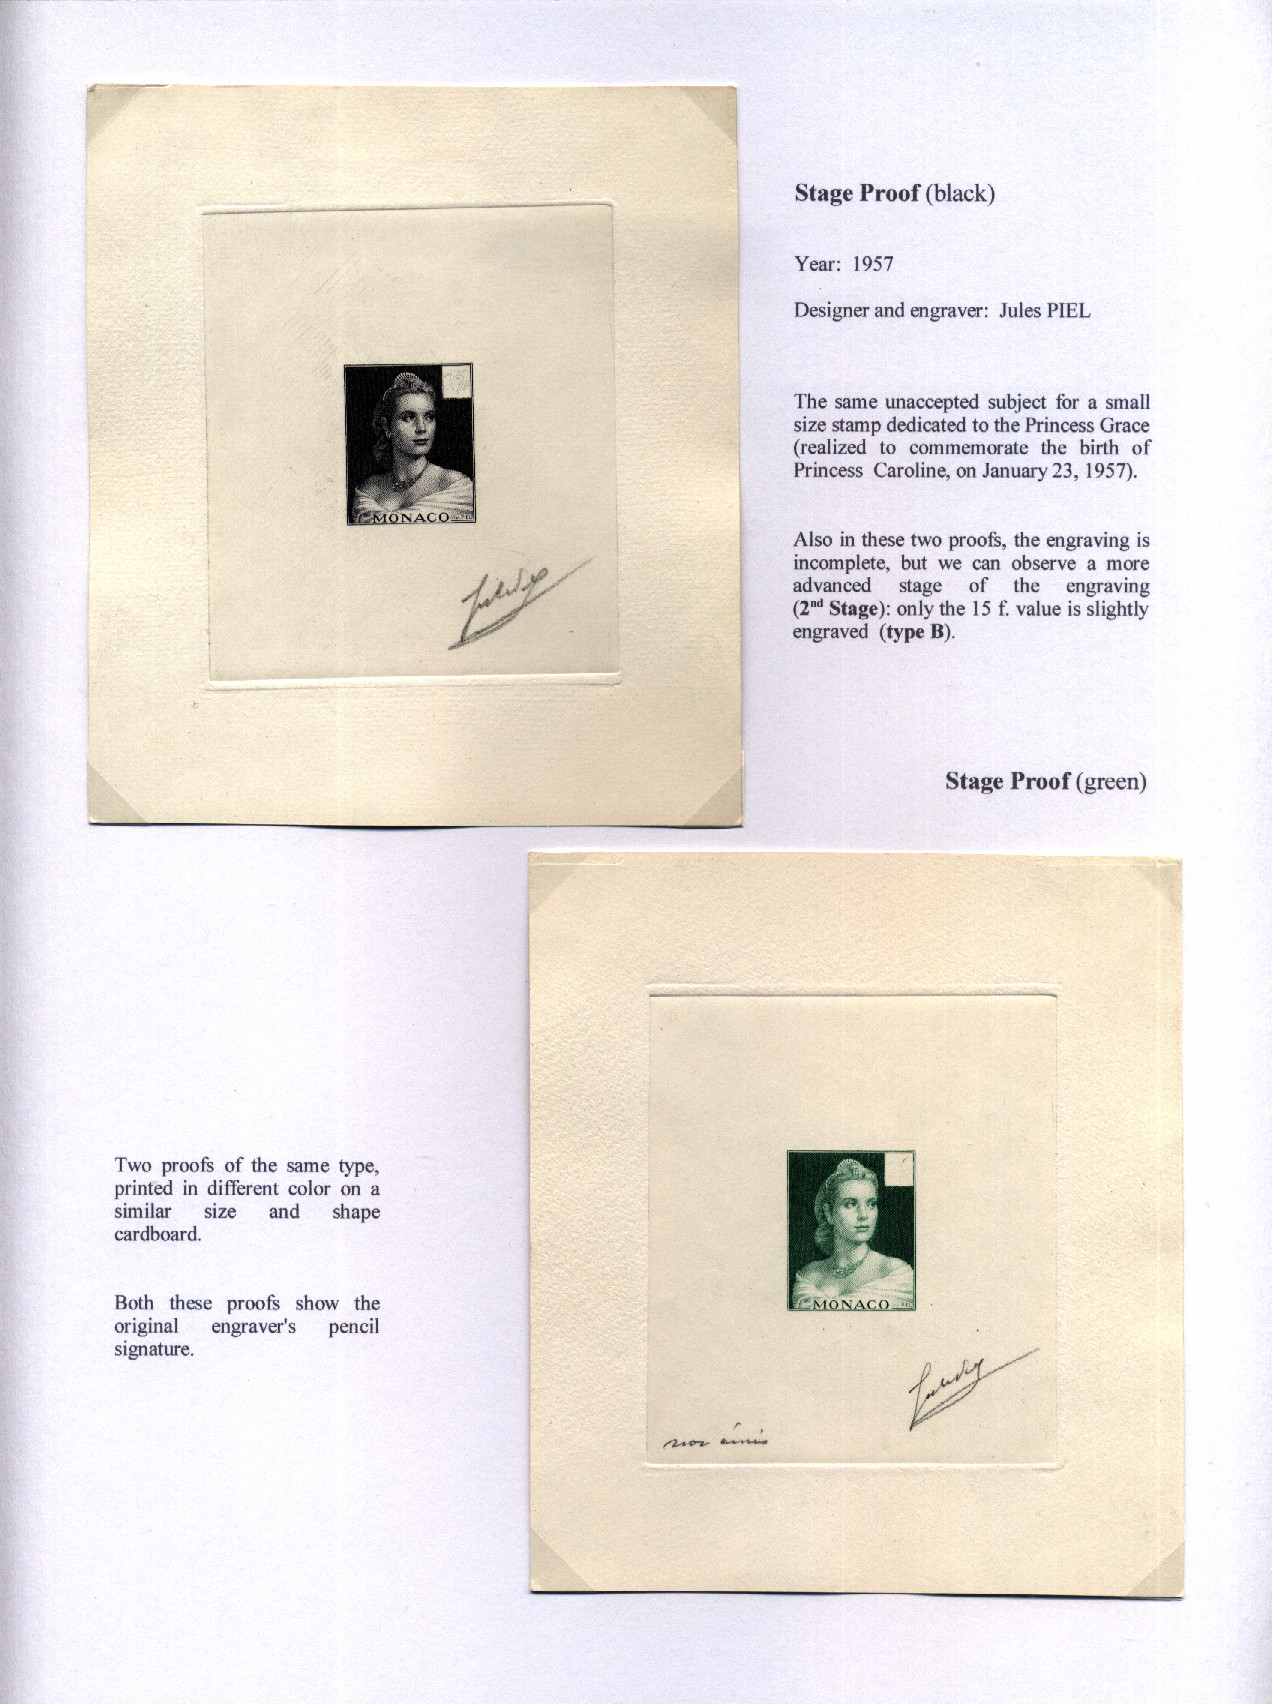 Stage Proof (black)
Year: 1957
Designer and engraver: Jules PIEL
The same unaccepted subject for a small
size stamp dedicated to the Princess Grace
(realized to commemorate the birth of
Princess Caroline, on January 23, 1957).
Also in these two proofs, the engraving is
incomplete, but we can observe a more
advanced stage of the engraving
(2nd Stage): only the 15 f. value is slightly
engraved (type B).
MONACO
Stage Proof (green)
MONACO
non émis
Two proofs of the same type,
printed in different color on a
similar size and shape
cardboard.
Both these proofs show the
original engraver's pencil
signature.